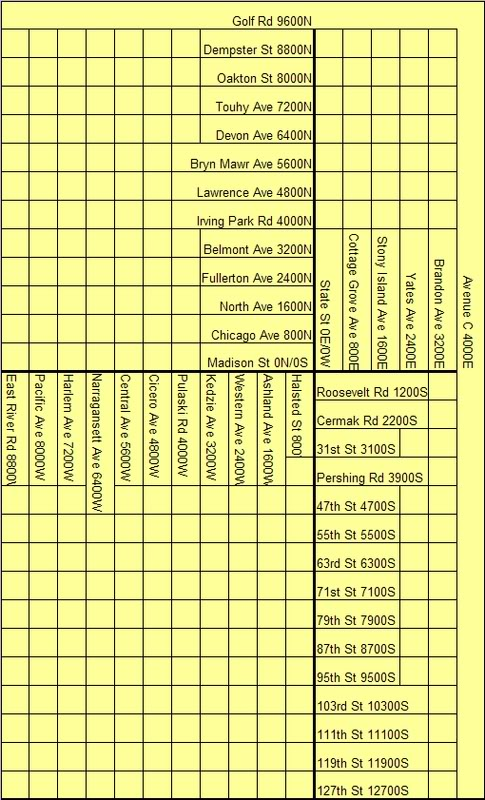 Golf Rd 9600N
Dempster St 8800N
Oakton St 8000N
Touhy Ave 7200N
Devon Ave 6400N
Bryn Mawr Ave 5600N
Lawrence Ave 4800N
Irving Park Rd 4000N
Belmont Ave 3200N
Fullerton Ave 2400N
North Ave 1600N
Chicago Ave 800N
Madison St 0N/0S
State St 0E/0W
Cottage Grove Ave 800E
Stony Island Ave 1600E
Yates Ave 2400E
Brandon Ave 3200E
Avenue C 4000E
East River Rd 8800W
Pacific Ave 8000W
Harlem Ave 7200W
Narragansett Ave 6400W
Central Ave 5600W
Cicero Ave 4800W
Pulaski Rd 4000W
Kedzie Ave 3200W
Western Ave 2400W
Ashland Ave 1600W
Halsted St 800
Roosevelt Rd 1200S
Cermak Rd 2200S
31st St 3100S
Pershing Rd 3900S
47th St 4700S
55th St 5500S
63rd St 6300S
71st St 7100S
79th St 7900S
87th St 8700S
95th St 9500S
103rd St 10300S
111th St 11100S
119th St 11900S
127th St 12700S